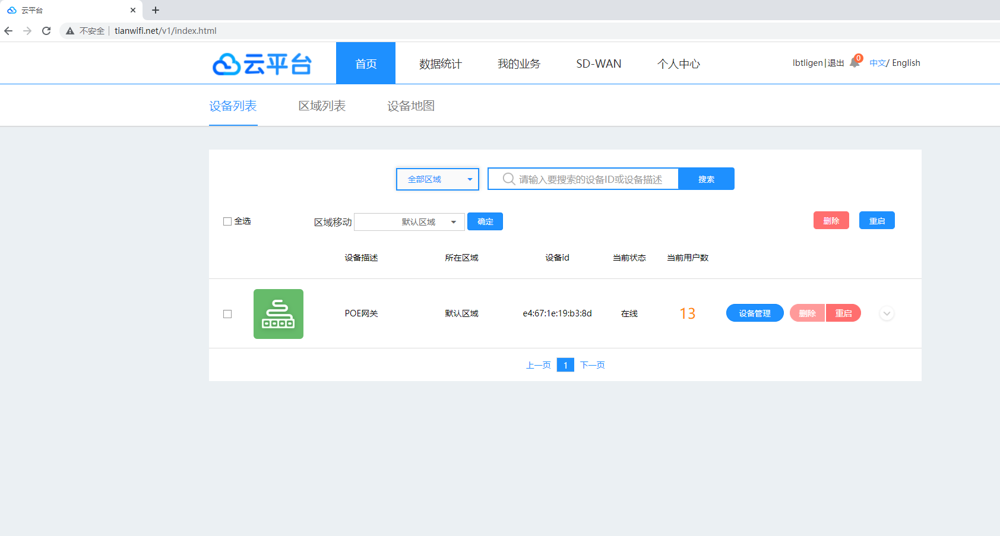 云平台
不安全 | tianwifi.net/v1/index.html
云平台 首页 数据统计 我的业务 SD-WAN 个人中心 lbtligen|退出 0 中文/ English
设备列表 区域列表 设备地图
全部区域 请输入要搜索的设备ID或设备描述 搜索
全选 区域移动 默认区域 确定 删除 重启
设备描述 所在区域 设备id 当前状态 当前用户数
POE网关 默认区域 e4:67:1e:19:b3:8d 在线 13 设备管理 删除 重启
上一页 1 下一页